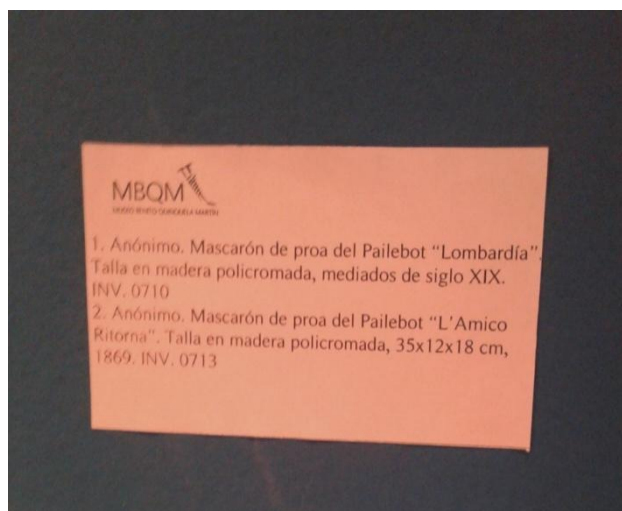 MBQM
MUSEO BENITO QUINQUELA MARTÍN
1. Anónimo. Mascarón de proa del Pailebot "Lombardía".
Talla en madera policromada, mediados de siglo XIX.
INV. 0710
2. Anónimo. Mascarón de proa del Pailebot "L'Amico
Ritorna". Talla en madera policromada, 35x12x18 cm,
1869. INV. 0713